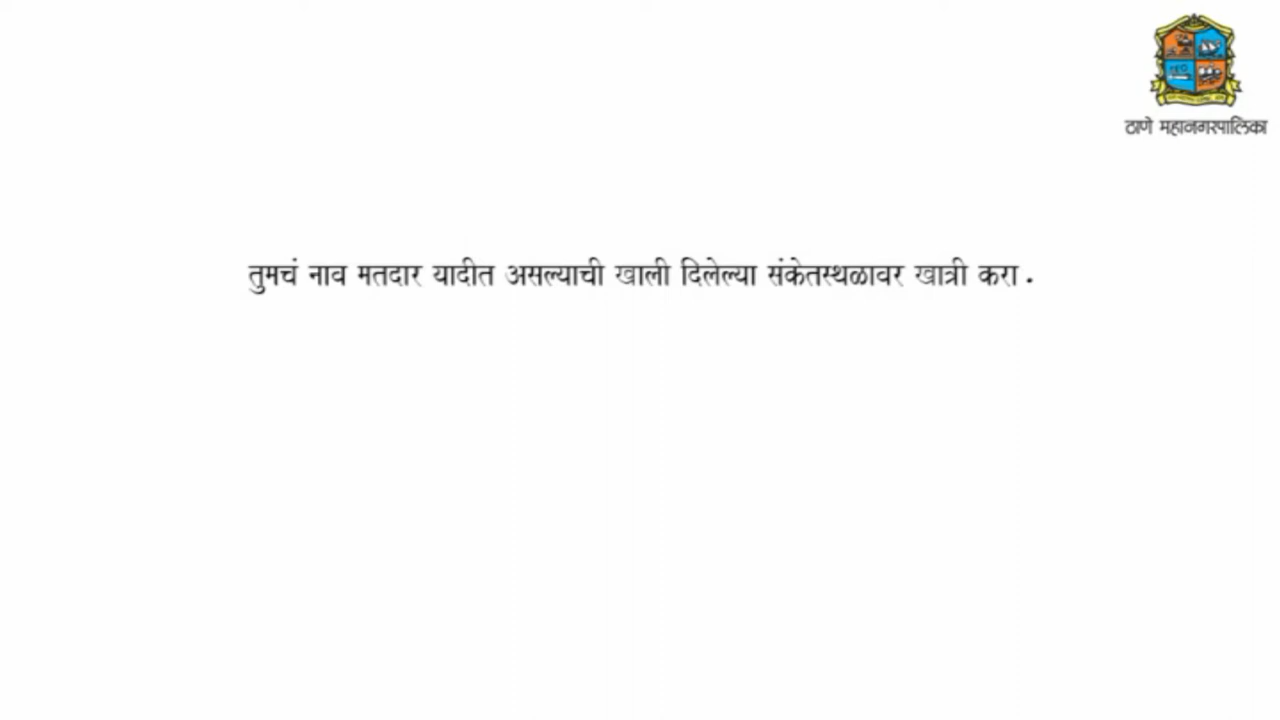 ठाणे महानगरपालिका
तुमचं नाव मतदार यादीत असल्याची खाली दिलेल्या संकेतस्थळावर खात्री करा.